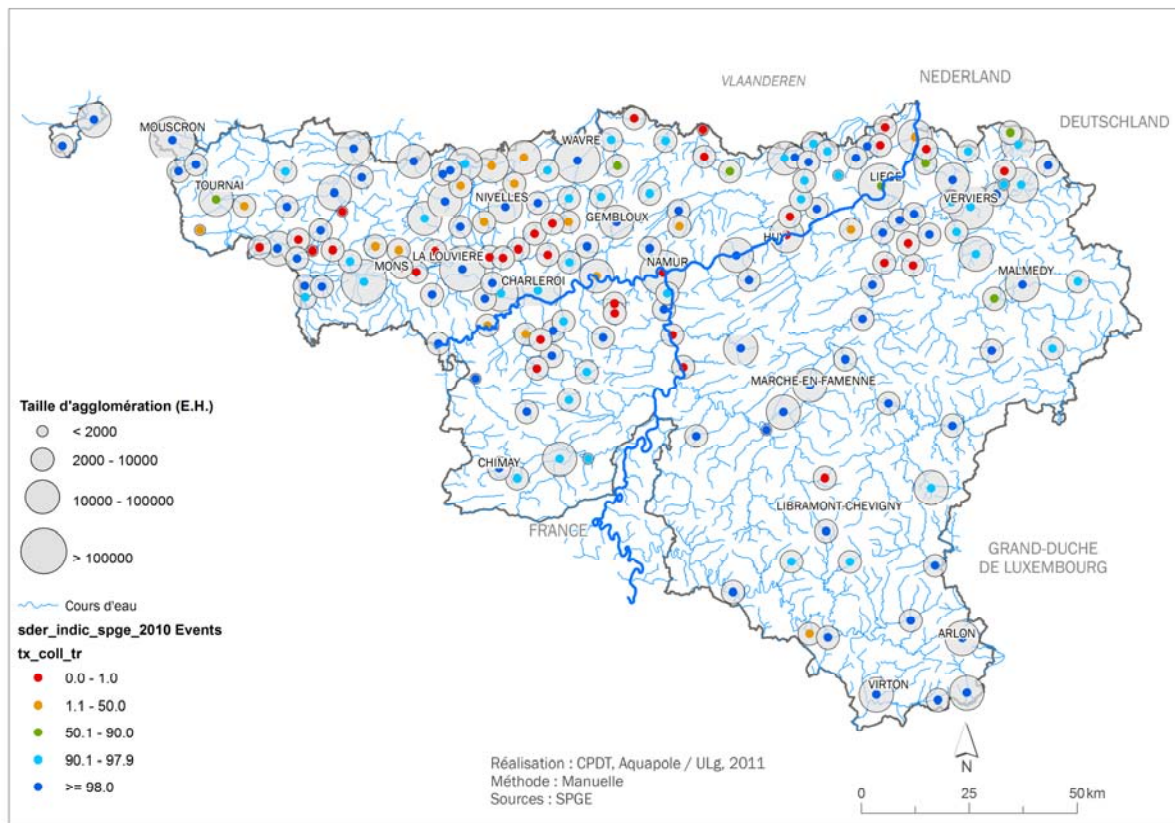 VLAANDEREN
NEDERLAND
DEUTSCHLAND
MOUSCRON
WAVRE
TOURNAI
LIEGE
NIVELLES
VERVIERS
GEMBLOUX
HUY
LA LOUVIERE
NAMUR
MONS
CHARLEROI
MALMEDY
MARCHE-EN-FAMENNE
CHIMAY
LIBRAMONT-CHEVIGNY
FRANCE
GRAND-DUCHE
DE LUXEMBOURG
ARLON
VIRTON
Taille d'agglomération (E.H.)
< 2000
2000 - 10000
10000 - 100000
> 100000
Cours d'eau
sder_indic_spge_2010 Events
tx_coll_tr
0.0 - 1.0
1.1 - 50.0
50.1 - 90.0
90.1 - 97.9
>= 98.0
Réalisation : CPDT, Aquapole / ULg, 2011
Méthode : Manuelle
Sources : SPGE
N
0 25 50 km